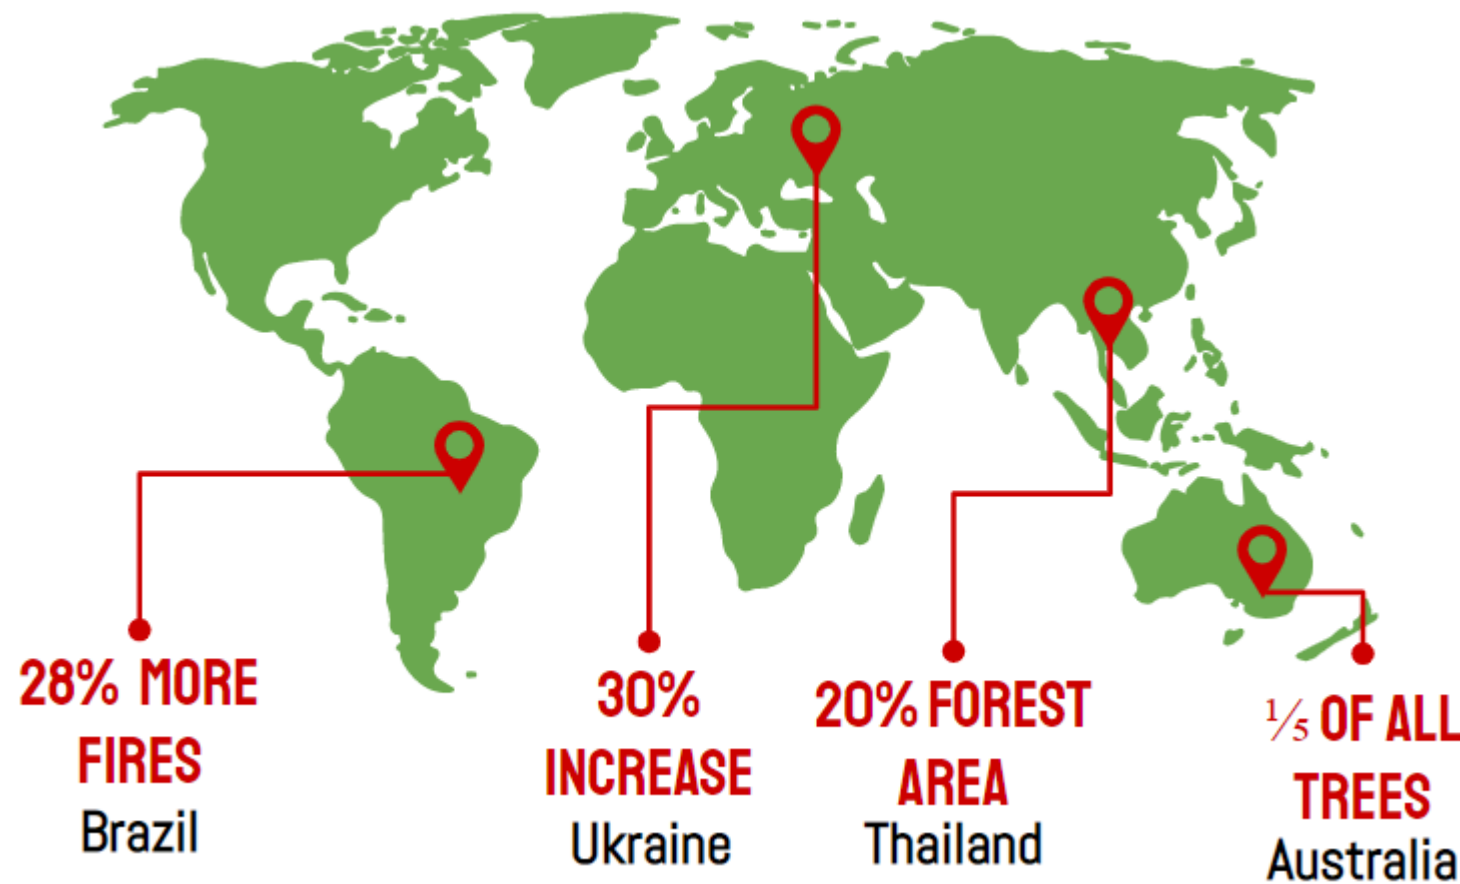 28% MORE
FIRES
Brazil
30%
INCREASE
Ukraine
20% FOREST
AREA
Thailand
⅕ OF ALL
TREES
Australia